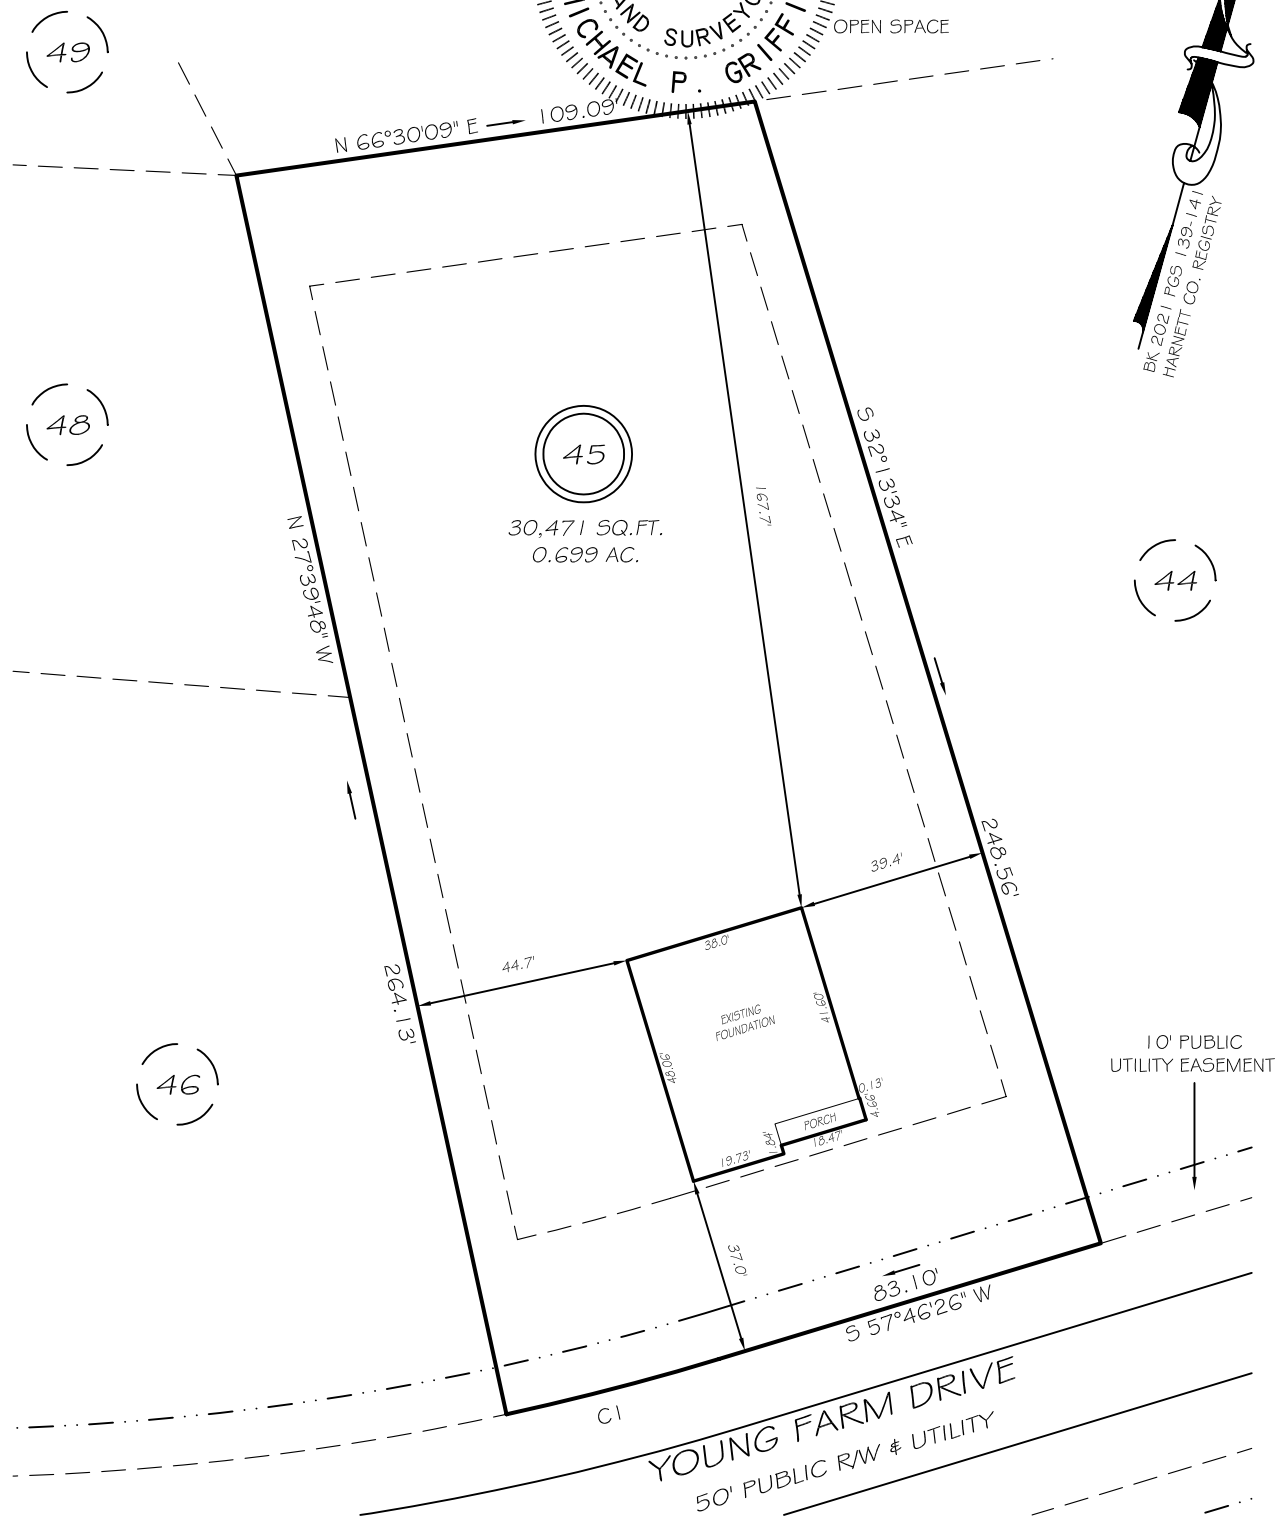 LAND SURVEYO
MICHAEL P. GRIFFI
OPEN SPACE
49
N 66°30'09" E
109.09'
BK 2021 PGS 139-141
HARNETT CO. REGISTRY
48
45
30,471 SQ.FT.
0.699 AC.
167.7'
S 32°13'34" E
N 27°39'48" W
44
248.56'
39.4'
38.0'
44.7'
264.13'
EXISTING
FOUNDATION
41.60'
48.06'
10' PUBLIC
UTILITY EASEMENT
46
0.13'
4.66'
PORCH
1.84'
18.47'
19.73'
37.0'
83.10'
S 57°46'26" W
C1
YOUNG FARM DRIVE
50' PUBLIC R/W & UTILITY